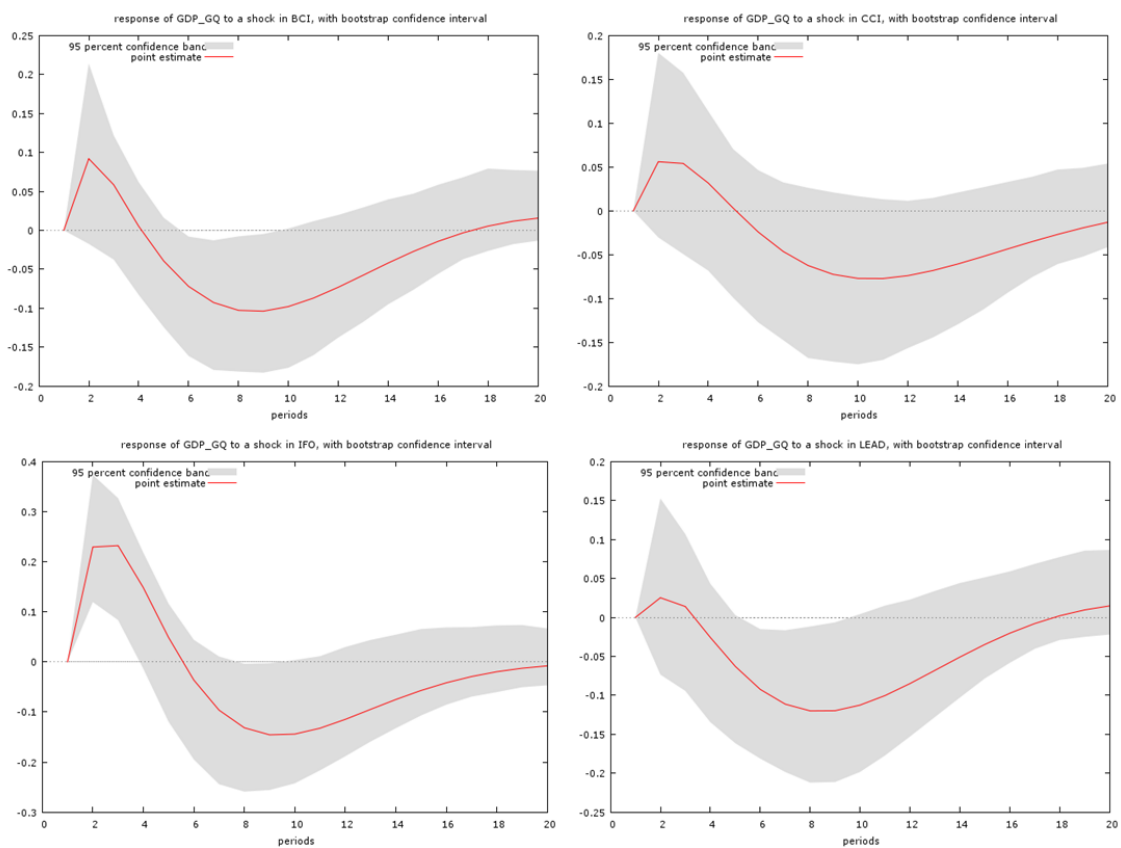 response of GDP_GQ to a shock in BCI, with bootstrap confidence interval
0.25
0.2
0.15
0.1
0.05
0
-0.05
-0.1
-0.15
-0.2
95 percent confidence band
point estimate
0 2 4 6 8 10 12 14 16 18 20
periods
response of GDP_GQ to a shock in CCI, with bootstrap confidence interval
0.2
0.15
0.1
0.05
0
-0.05
-0.1
-0.15
-0.2
95 percent confidence band
point estimate
0 2 4 6 8 10 12 14 16 18 20
periods
response of GDP_GQ to a shock in IFO, with bootstrap confidence interval
0.4
0.3
0.2
0.1
0
-0.1
-0.2
-0.3
95 percent confidence band
point estimate
0 2 4 6 8 10 12 14 16 18 20
periods
response of GDP_GQ to a shock in LEAD, with bootstrap confidence interval
0.2
0.15
0.1
0.05
0
-0.05
-0.1
-0.15
-0.2
-0.25
95 percent confidence band
point estimate
0 2 4 6 8 10 12 14 16 18 20
periods